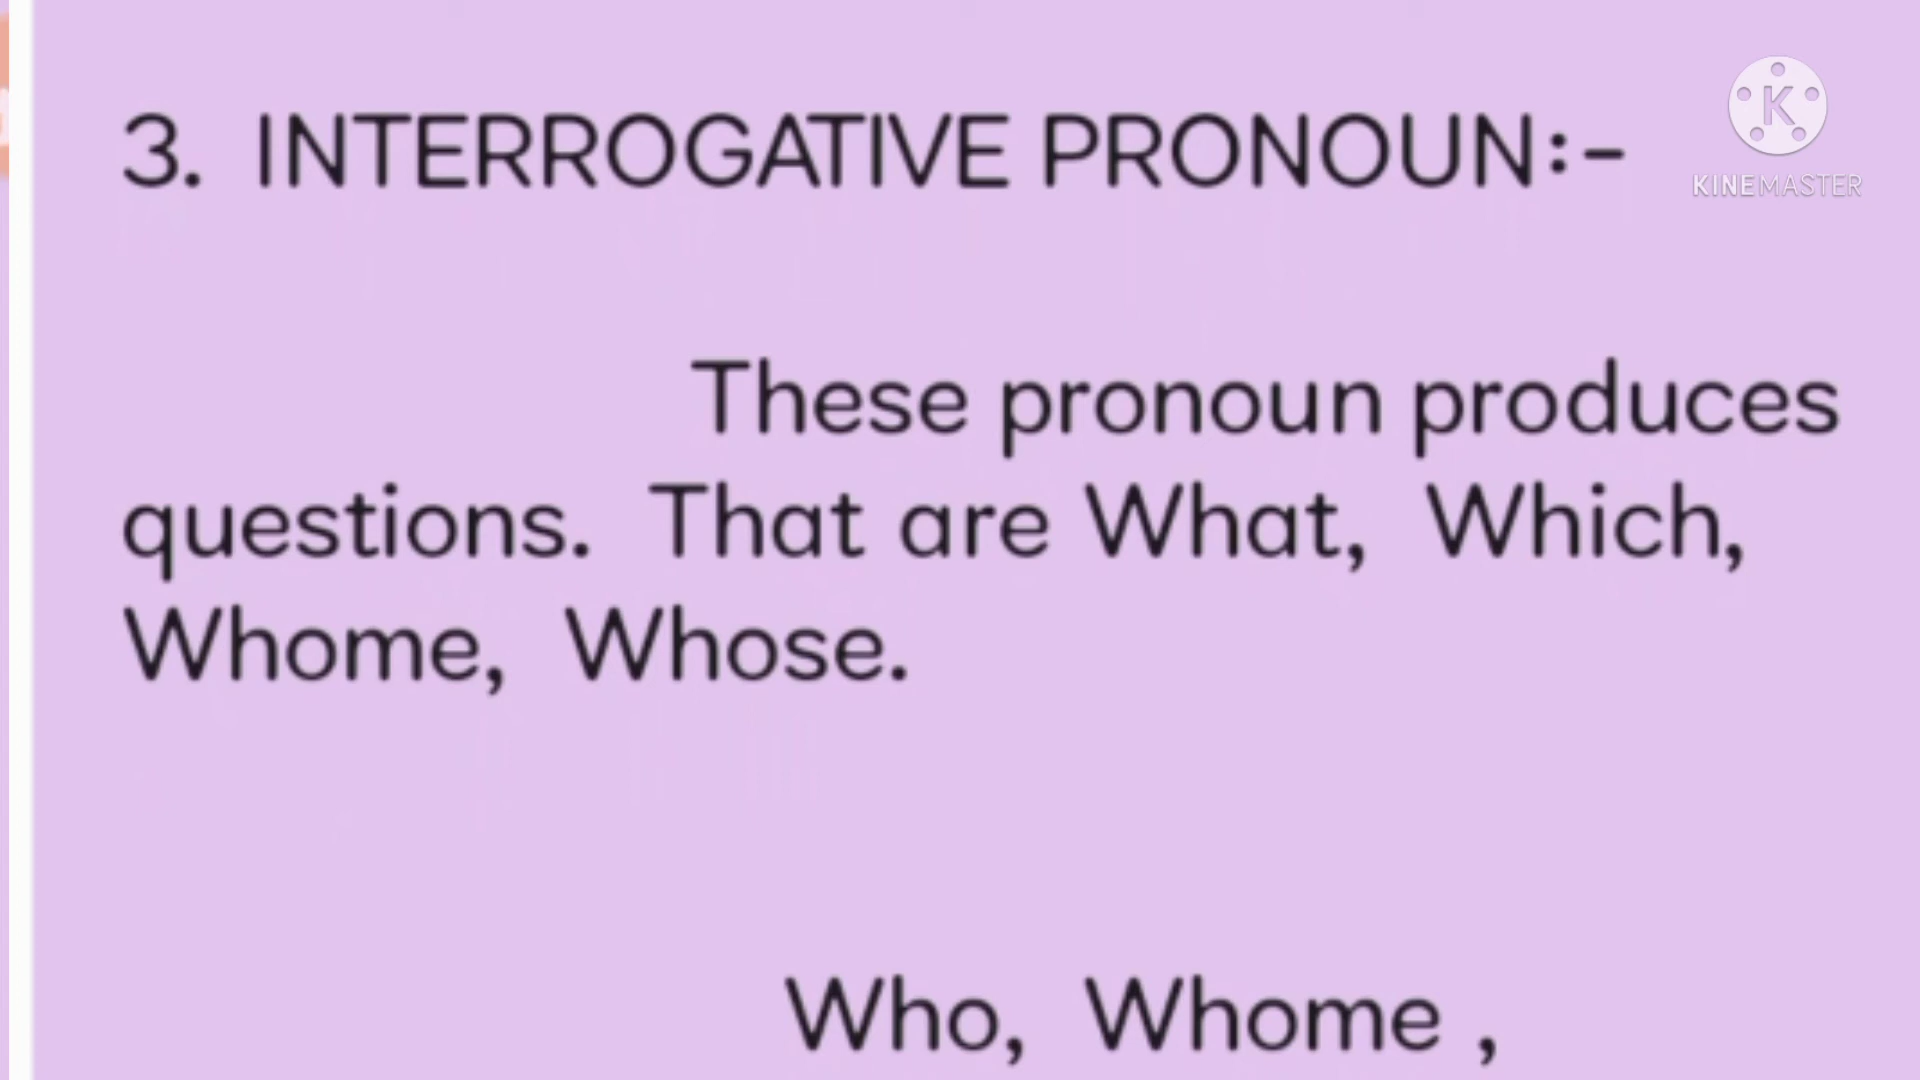 3. INTERROGATIVE PRONOUN:-
KINEMASTER
These pronoun produces
questions. That are What, Which,
Whome, Whose.
Who, Whome ,